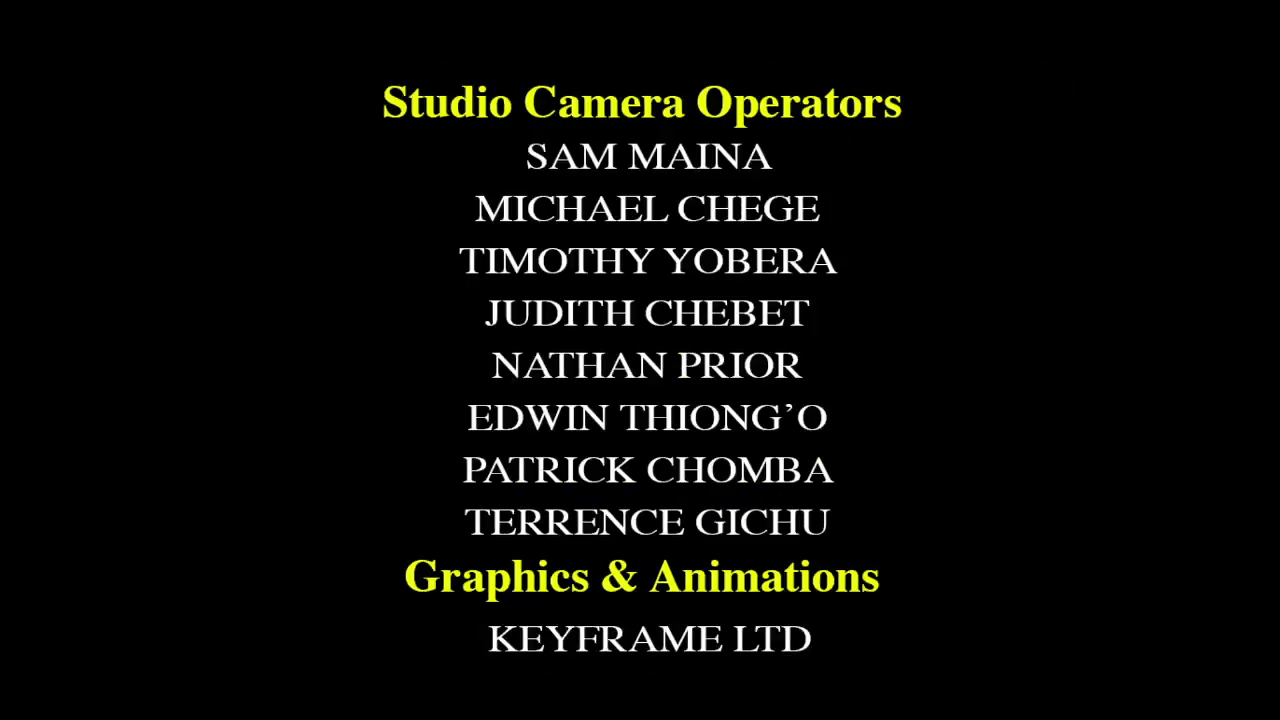 Studio Camera Operators
SAM MAINA
MICHAEL CHEGE
TIMOTHY YOBERA
JUDITH CHEBET
NATHAN PRIOR
EDWIN THIONG’O
PATRICK CHOMBA
TERRENCE GICHU
Graphics & Animations
KEYFRAME LTD